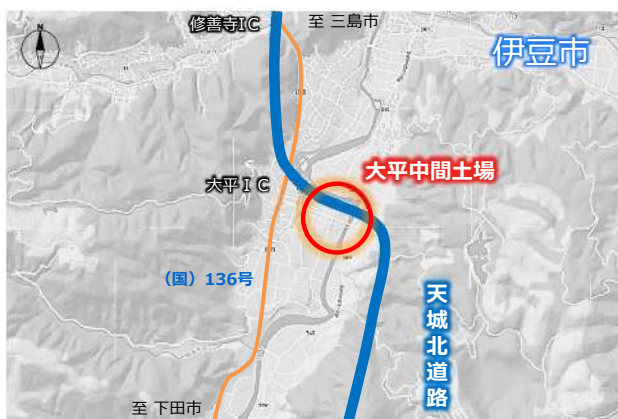 修善寺IC
至 三島市
伊豆市
N
大平中間土場
大平ＩＣ
（国）136号
天城北道路
至 下田市